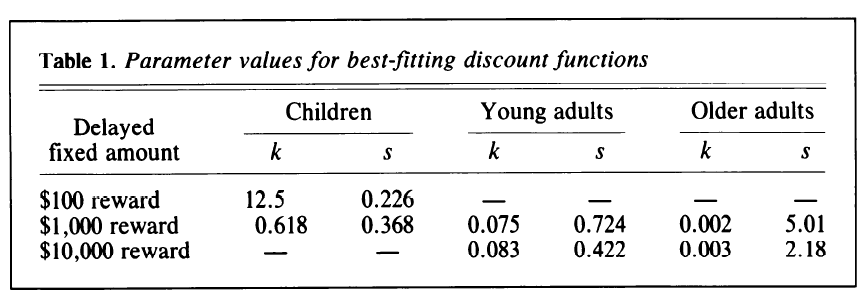 Table 1. Parameter values for best-fitting discount functions
Delayed fixed amount Children Young adults Older adults
k s k s k s
$100 reward 12.5 0.226 — — — —
$1,000 reward 0.618 0.368 0.075 0.724 0.002 5.01
$10,000 reward — — 0.083 0.422 0.003 2.18